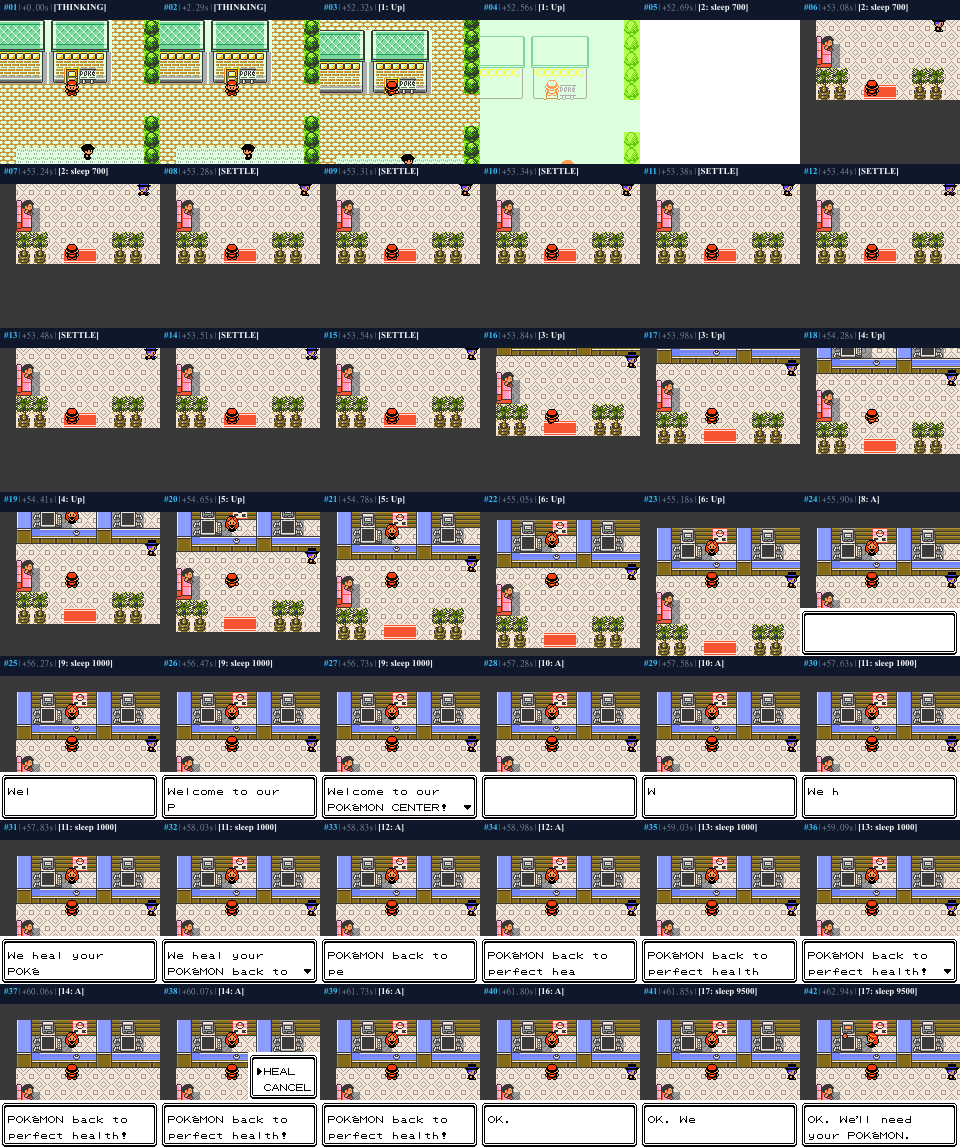 #01|+0.00s|[THINKING]
#02|+2.29s|[THINKING]
#03|+52.32s|[1: Up]
#04|+52.56s|[1: Up]
#05|+52.69s|[2: sleep 700]
#06|+53.08s|[2: sleep 700]
POKé
POKé
POKé
POKé
#07|+53.24s|[2: sleep 700]
#08|+53.28s|[SETTLE]
#09|+53.31s|[SETTLE]
#10|+53.34s|[SETTLE]
#11|+53.38s|[SETTLE]
#12|+53.44s|[SETTLE]
#13|+53.48s|[SETTLE]
#14|+53.51s|[SETTLE]
#15|+53.54s|[SETTLE]
#16|+53.84s|[3: Up]
#17|+53.98s|[3: Up]
#18|+54.28s|[4: Up]
#19|+54.41s|[4: Up]
#20|+54.65s|[5: Up]
#21|+54.78s|[5: Up]
#22|+55.05s|[6: Up]
#23|+55.18s|[6: Up]
#24|+55.90s|[8: A]
#25|+56.27s|[9: sleep 1000]
#26|+56.47s|[9: sleep 1000]
#27|+56.73s|[9: sleep 1000]
#28|+57.28s|[10: A]
#29|+57.58s|[10: A]
#30|+57.63s|[11: sleep 1000]
Wel
Welcome to our
P
Welcome to our
POKéMON CENTER!
W
We h
#31|+57.83s|[11: sleep 1000]
#32|+58.03s|[11: sleep 1000]
#33|+58.83s|[12: A]
#34|+58.98s|[12: A]
#35|+59.03s|[13: sleep 1000]
#36|+59.09s|[13: sleep 1000]
We heal your
POKé
We heal your
POKéMON back to
POKéMON back to
pe
POKéMON back to
perfect hea
POKéMON back to
perfect health
POKéMON back to
perfect health!
#37|+60.06s|[14: A]
#38|+60.07s|[14: A]
#39|+61.73s|[16: A]
#40|+61.80s|[16: A]
#41|+61.85s|[17: sleep 9500]
#42|+62.94s|[17: sleep 9500]
HEAL
CANCEL
POKéMON back to
perfect health!
POKéMON back to
perfect health!
POKéMON back to
perfect health!
OK.
OK. We
OK. We'll need
your POKéMON.